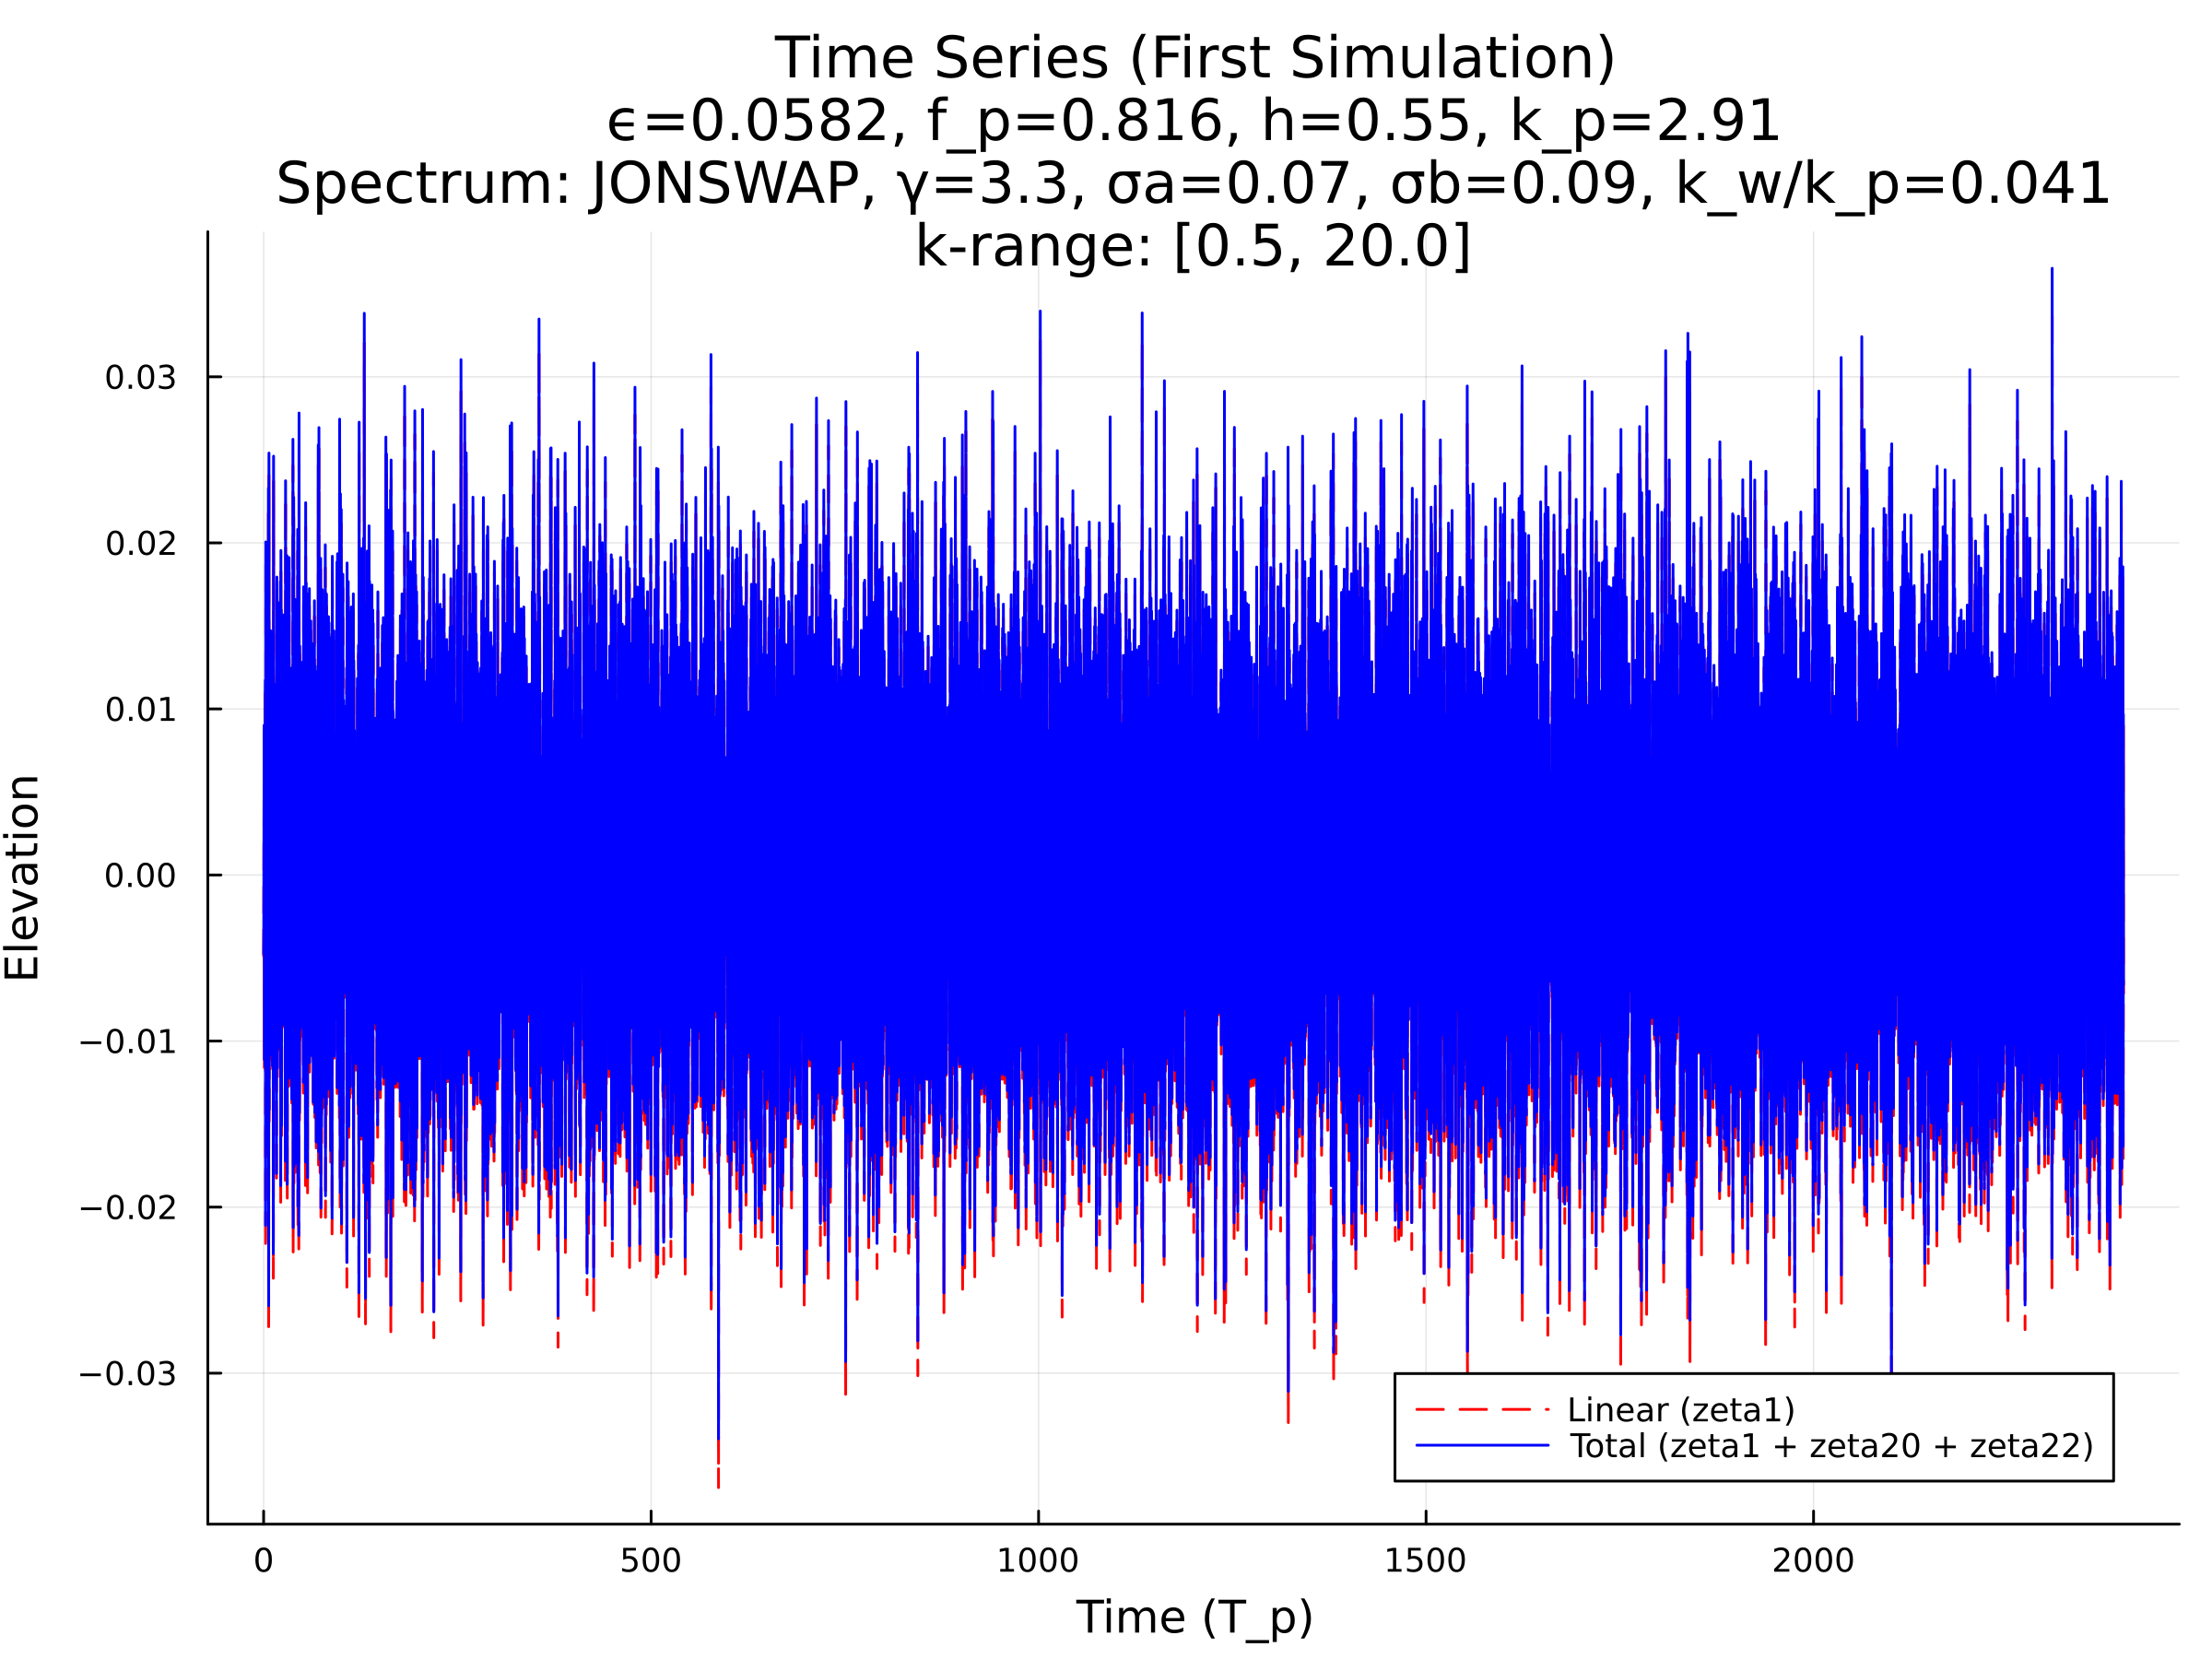 Time Series (First Simulation)
ϵ=0.0582, f_p=0.816, h=0.55, k_p=2.91
Spectrum: JONSWAP, γ=3.3, σa=0.07, σb=0.09, k_w/k_p=0.041
k-range: [0.5, 20.0]
Elevation
0.03
0.02
0.01
0.00
−0.01
−0.02
−0.03
Linear (zeta1)
Total (zeta1 + zeta20 + zeta22)
0 500 1000 1500 2000
Time (T_p)